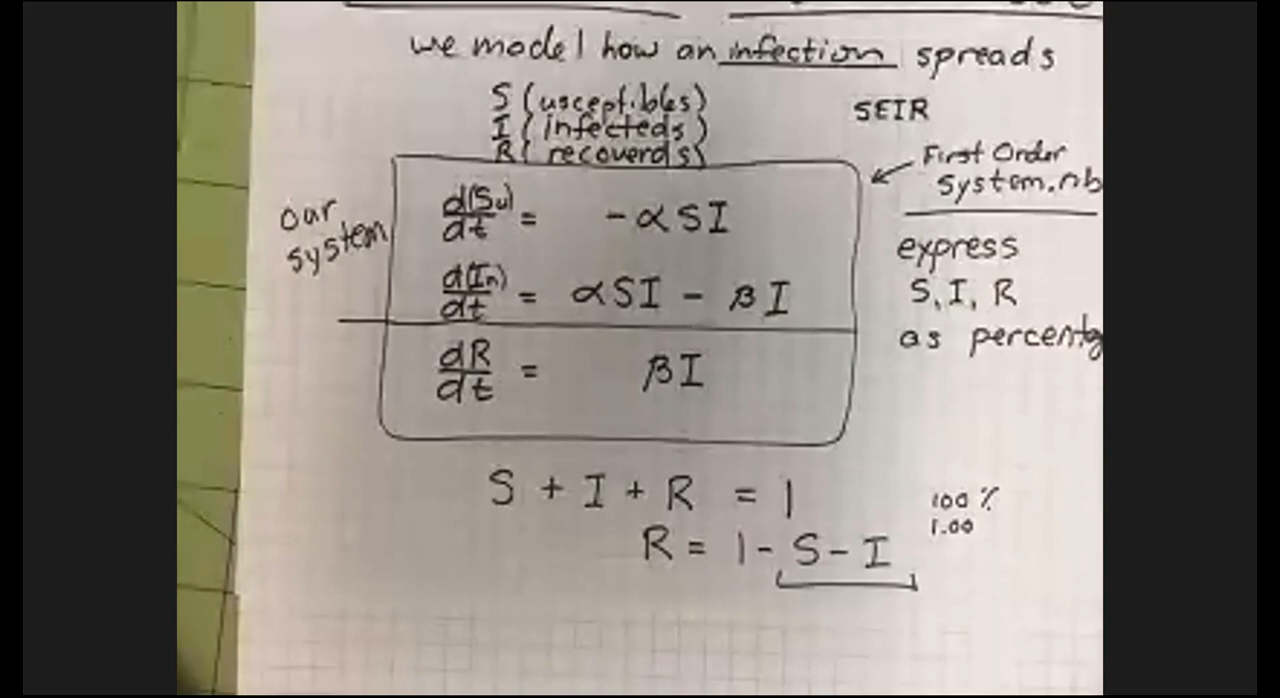 we model how an infection spreads
S (usceptibles)
I (infecteds)
R( recoverds)
SEIR
First Order
System.nb
our
system
d(Su)/dt = -αSI
d(In)/dt = αSI - βI
dR/dt = βI
express
S, I, R
as percentg
S + I + R = 1
100 %
1.00
R = 1 - S - I